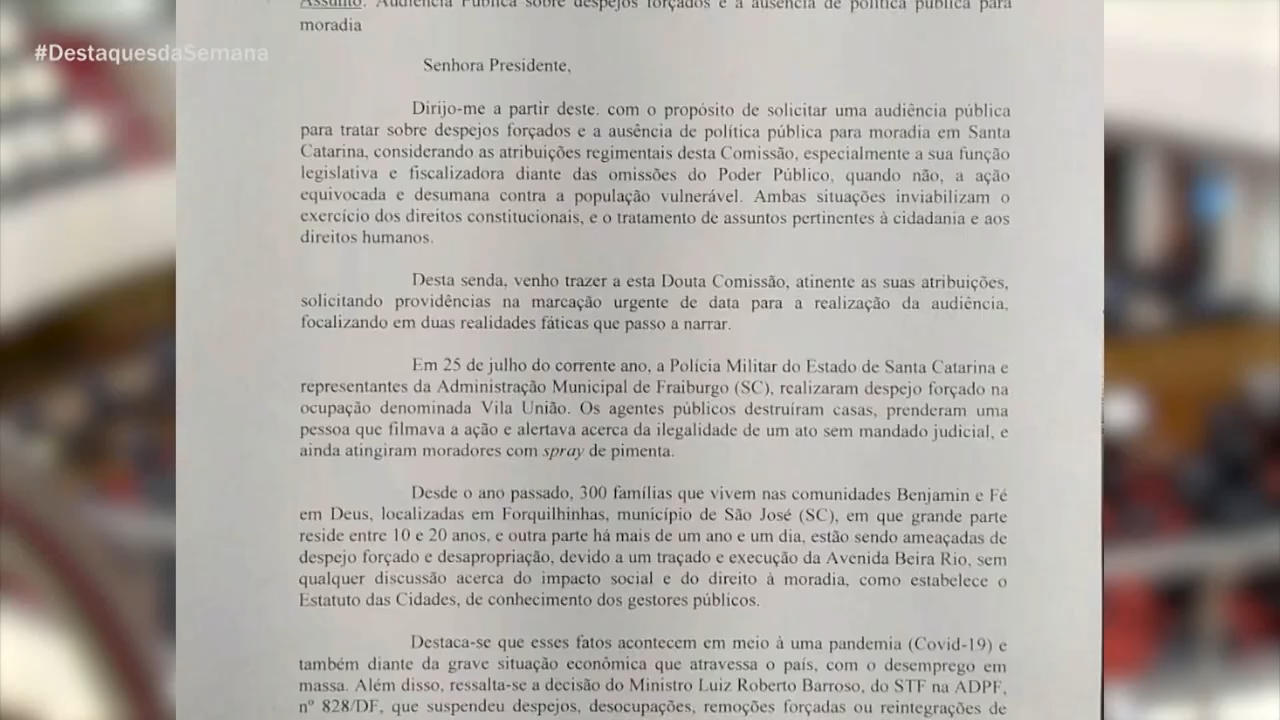 #DestaquesdaSemana
Assunto: Audiência Pública sobre despejos forçados e a ausência de política pública para
moradia
Senhora Presidente,
Dirijo-me a partir deste. com o propósito de solicitar uma audiência pública
para tratar sobre despejos forçados e a ausência de política pública para moradia em Santa
Catarina, considerando as atribuições regimentais desta Comissão, especialmente a sua função
legislativa e fiscalizadora diante das omissões do Poder Público, quando não, a ação
equivocada e desumana contra a população vulnerável. Ambas situações inviabilizam o
exercício dos direitos constitucionais, e o tratamento de assuntos pertinentes à cidadania e aos
direitos humanos.
Desta senda, venho trazer a esta Douta Comissão, atinente as suas atribuições,
solicitando providências na marcação urgente de data para a realização da audiência,
focalizando em duas realidades fáticas que passo a narrar.
Em 25 de julho do corrente ano, a Polícia Militar do Estado de Santa Catarina e
representantes da Administração Municipal de Fraiburgo (SC), realizaram despejo forçado na
ocupação denominada Vila União. Os agentes públicos destruíram casas, prenderam uma
pessoa que filmava a ação e alertava acerca da ilegalidade de um ato sem mandado judicial, e
ainda atingiram moradores com spray de pimenta.
Desde o ano passado, 300 famílias que vivem nas comunidades Benjamin e Fé
em Deus, localizadas em Forquilhinhas, município de São José (SC), em que grande parte
reside entre 10 e 20 anos, e outra parte há mais de um ano e um dia, estão sendo ameaçadas de
despejo forçado e desapropriação, devido a um traçado e execução da Avenida Beira Rio, sem
qualquer discussão acerca do impacto social e do direito à moradia, como estabelece o
Estatuto das Cidades, de conhecimento dos gestores públicos.
Destaca-se que esses fatos acontecem em meio à uma pandemia (Covid-19) e
também diante da grave situação econômica que atravessa o país, com o desemprego em
massa. Além disso, ressalta-se a decisão do Ministro Luiz Roberto Barroso, do STF na ADPF,
nº 828/DF, que suspendeu despejos, desocupações, remoções forçadas ou reintegrações de